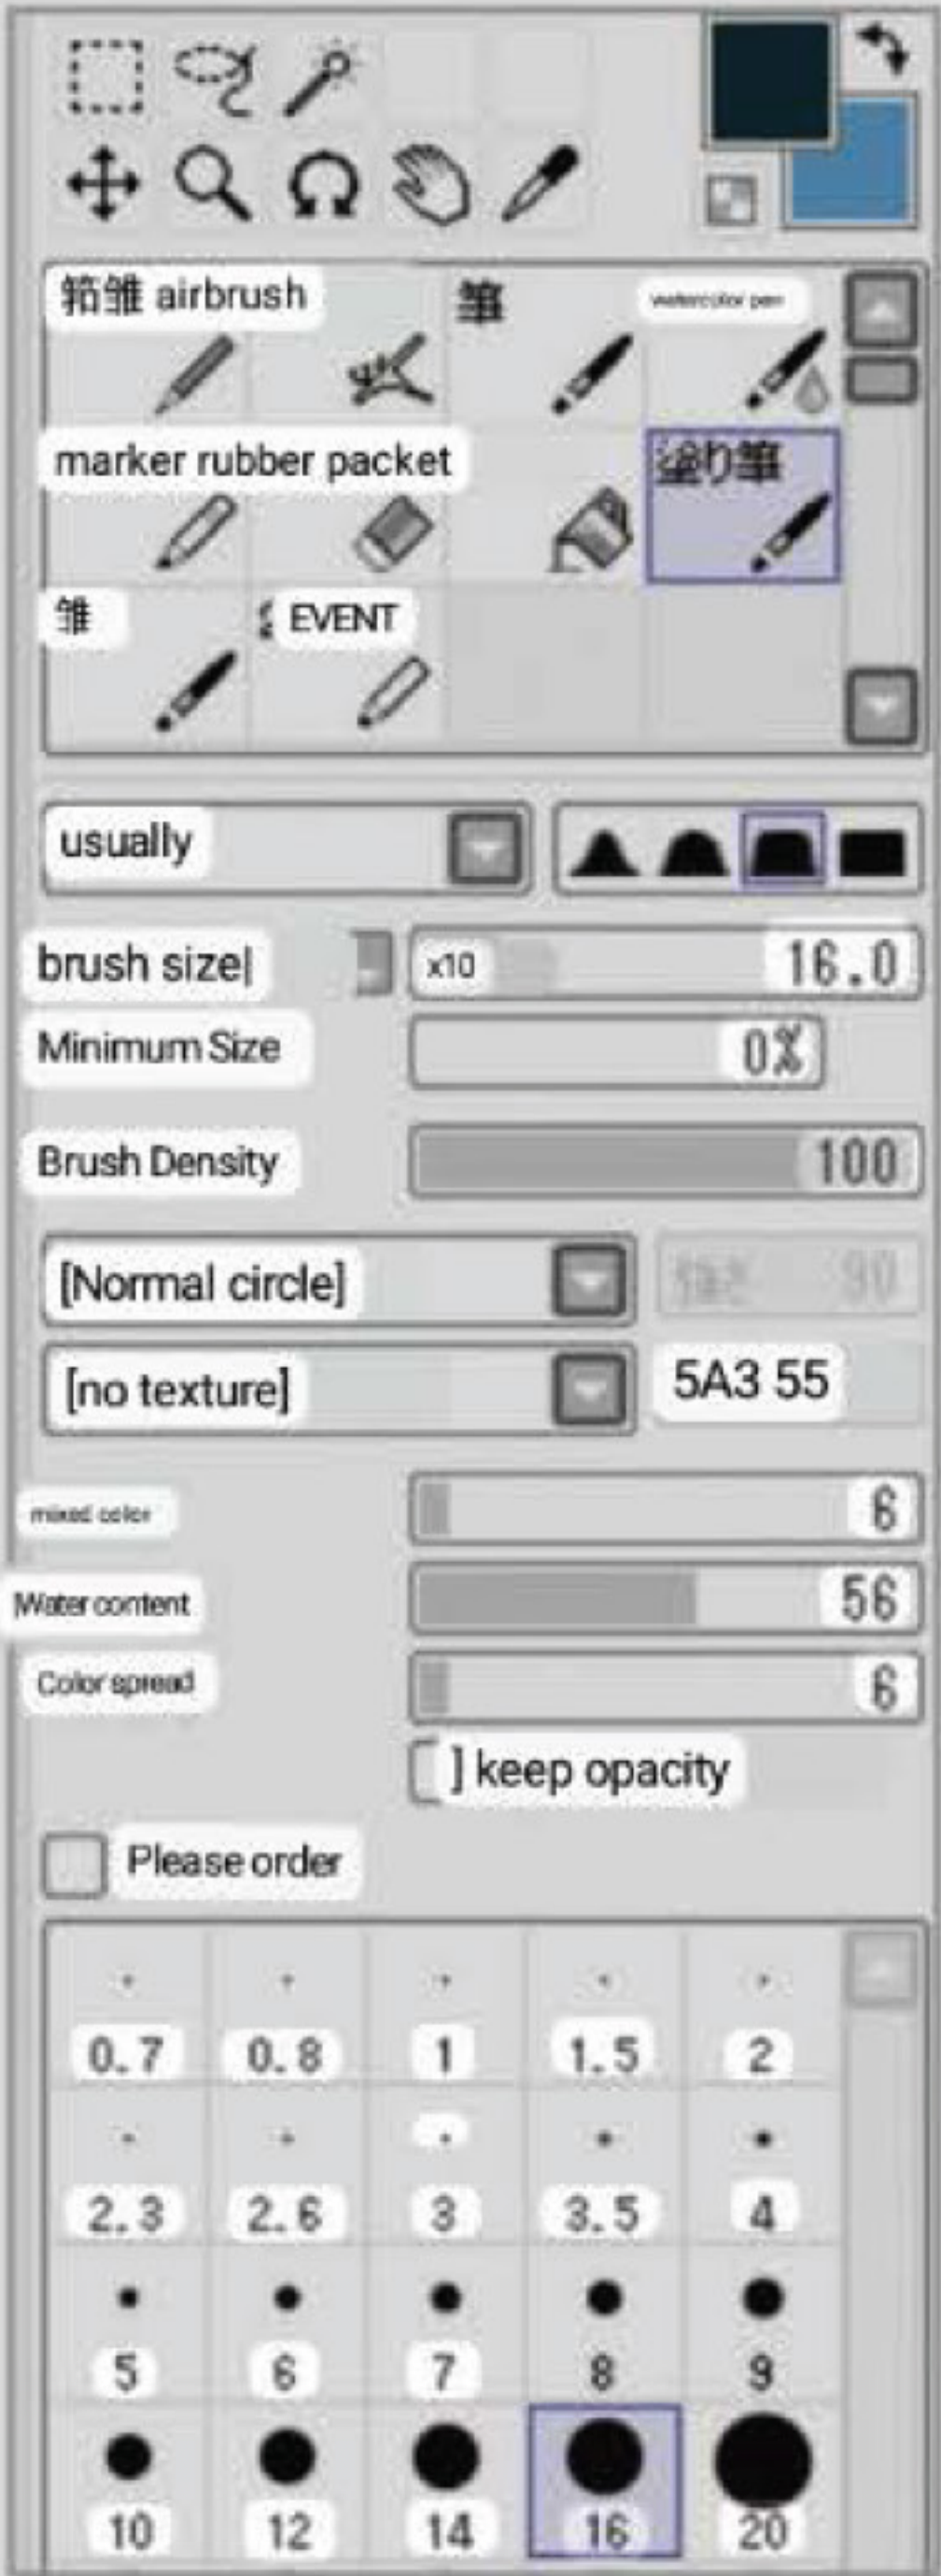 airbrush
筆
watercolor pen
marker rubber packet
塗り筆
EVENT
usually
brush size
x10
16.0
Minimum Size
0%
Brush Density
100
[Normal circle]
[no texture]
5A3 55
mixed color
6
Water content
56
Color spread
6
[ ] keep opacity
Please order
0.7 0.8 1 1.5 2
2.3 2.6 3 3.5 4
5 6 7 8 9
10 12 14 16 20